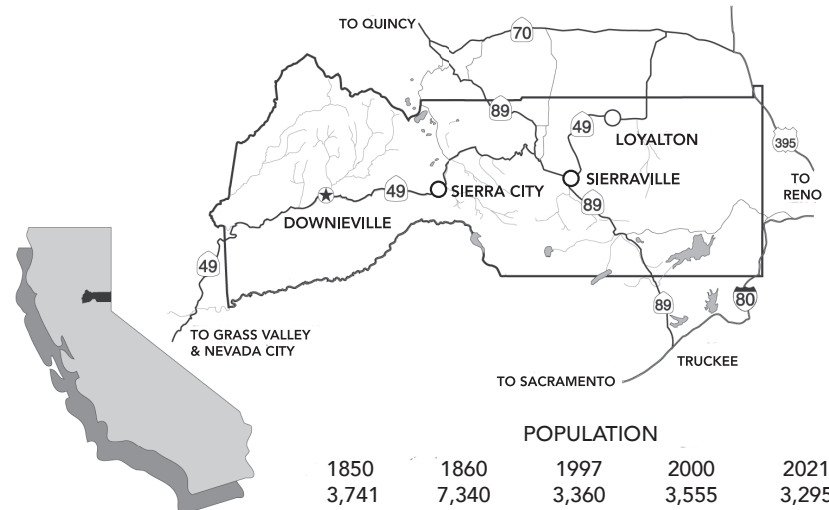 TO QUINCY
70
89
49
LOYALTON
395
TO
RENO
49
SIERRA CITY
SIERRAVILLE
89
DOWNIEVILLE
49
89
80
TO GRASS VALLEY
& NEVADA CITY
TRUCKEE
TO SACRAMENTO
POPULATION
1850 1860 1997 2000 2021
3,741 7,340 3,360 3,555 3,295